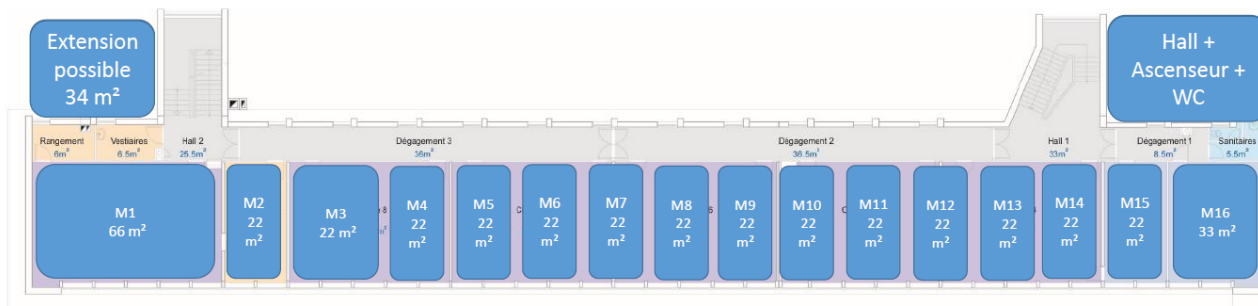 Extension
possible
34 m²
Hall +
Ascenseur +
WC
Rangement
6m²
Vestiaires
6.5m²
Hall 2
25.5m²
Dégagement 3
36m²
Dégagement 2
36.5m²
Hall 1
33m²
Dégagement 1
8.5m²
Sanitaires
5.5m²
M1
66 m²
M2
22
m²
M3
22 m²
M4
22
m²
M5
22
m²
M6
22
m²
M7
22
m²
M8
22
m²
M9
22
m²
M10
22
m²
M11
22
m²
M12
22
m²
M13
22
m²
M14
22
m²
M15
22
m²
M16
33 m²